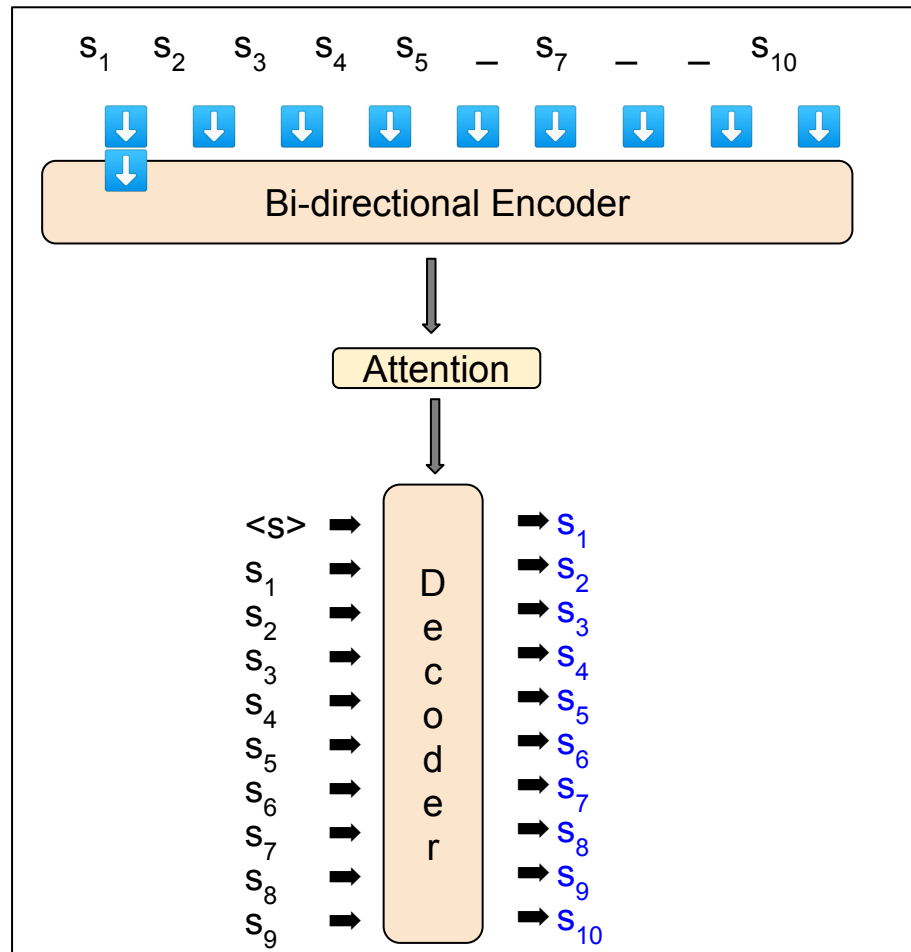 s₁ s₂ s₃ s₄ s₅ _ s₇ _ _ s₁₀
Bi-directional Encoder
Attention
<s> s₁
s₁ s₂
s₂ s₃
s₃ s₄
s₄ s₅
s₅ s₆
s₆ s₇
s₇ s₈
s₈ s₉
s₉ s₁₀
Decoder